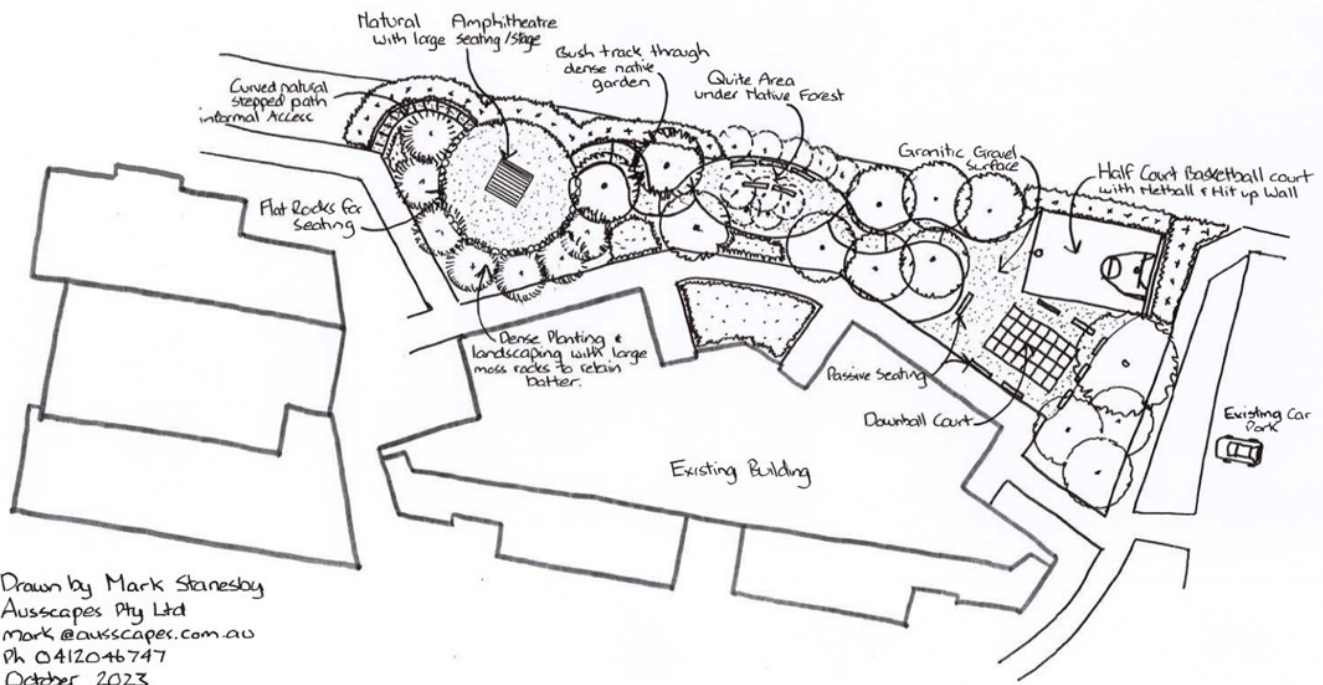 Natural Amphitheatre
with large seating/stage
Bush track through
dense native
garden
Quite Area
under Native Forest
Curved natural
stepped path
informal Access
Granitic Gravel
surface
Half Court Basketball court
with Netball & Hit up Wall
Flat Rocks for
Seating
Dense Planting &
landscaping with large
moss rocks to retain
batter.
Passive Seating
Downball Court
Existing Car
Park
Existing Building
Drawn by Mark Stanesby
Ausscapes Pty Ltd
mark@ausscapes.com.au
Ph 0412046747
October 2023